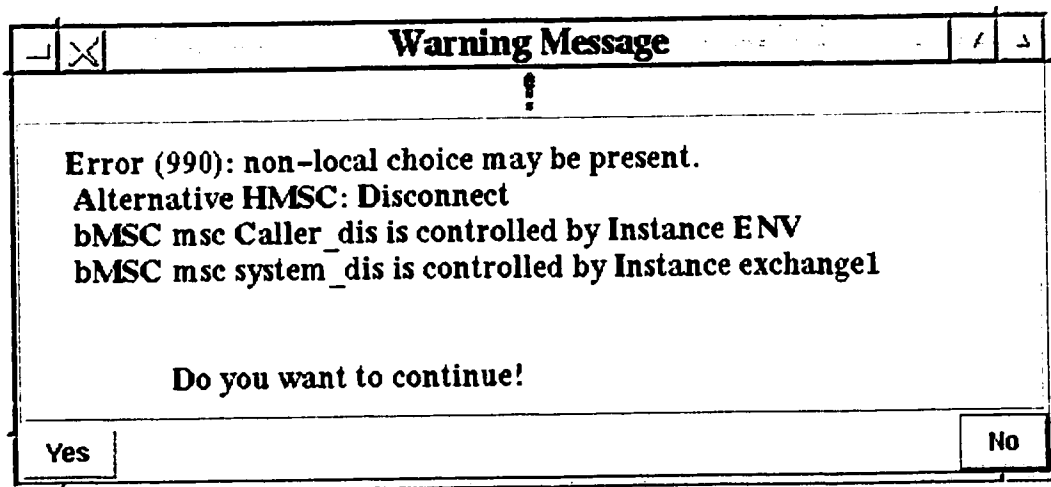 Warning Message
!
Error (990): non-local choice may be present.
Alternative HMSC: Disconnect
bMSC msc Caller_dis is controlled by Instance ENV
bMSC msc system_dis is controlled by Instance exchange1
Do you want to continue!
Yes
No